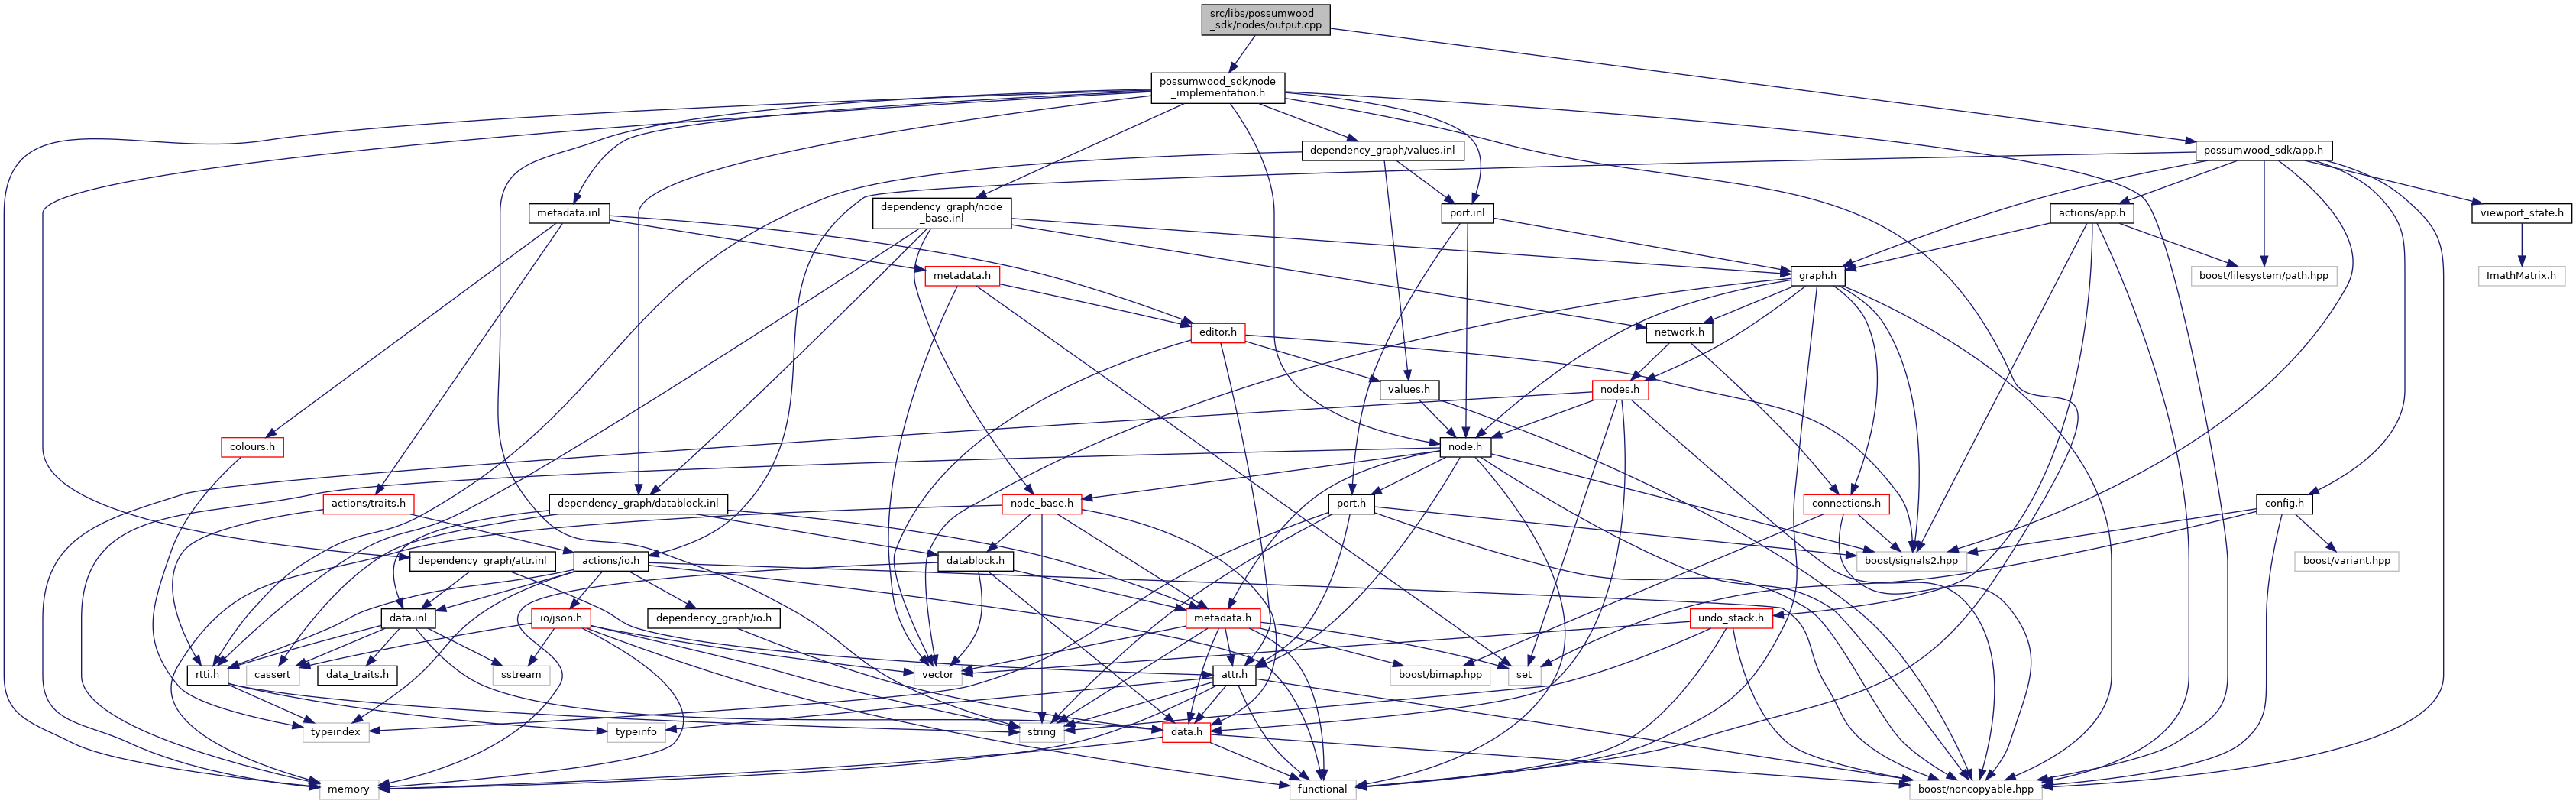 src/libs/possumwood
_sdk/nodes/output.cpp
possumwood_sdk/node
_implementation.h
dependency_graph/values.inl
possumwood_sdk/app.h
metadata.inl
dependency_graph/node
_base.inl
port.inl
actions/app.h
viewport_state.h
metadata.h
graph.h
boost/filesystem/path.hpp
ImathMatrix.h
editor.h
network.h
values.h
nodes.h
colours.h
node.h
actions/traits.h
dependency_graph/datablock.inl
node_base.h
port.h
connections.h
config.h
dependency_graph/attr.inl
actions/io.h
datablock.h
boost/signals2.hpp
boost/variant.hpp
data.inl
io/json.h
dependency_graph/io.h
metadata.h
undo_stack.h
rtti.h
cassert
data_traits.h
sstream
vector
attr.h
boost/bimap.hpp
set
typeindex
typeinfo
string
data.h
memory
functional
boost/noncopyable.hpp